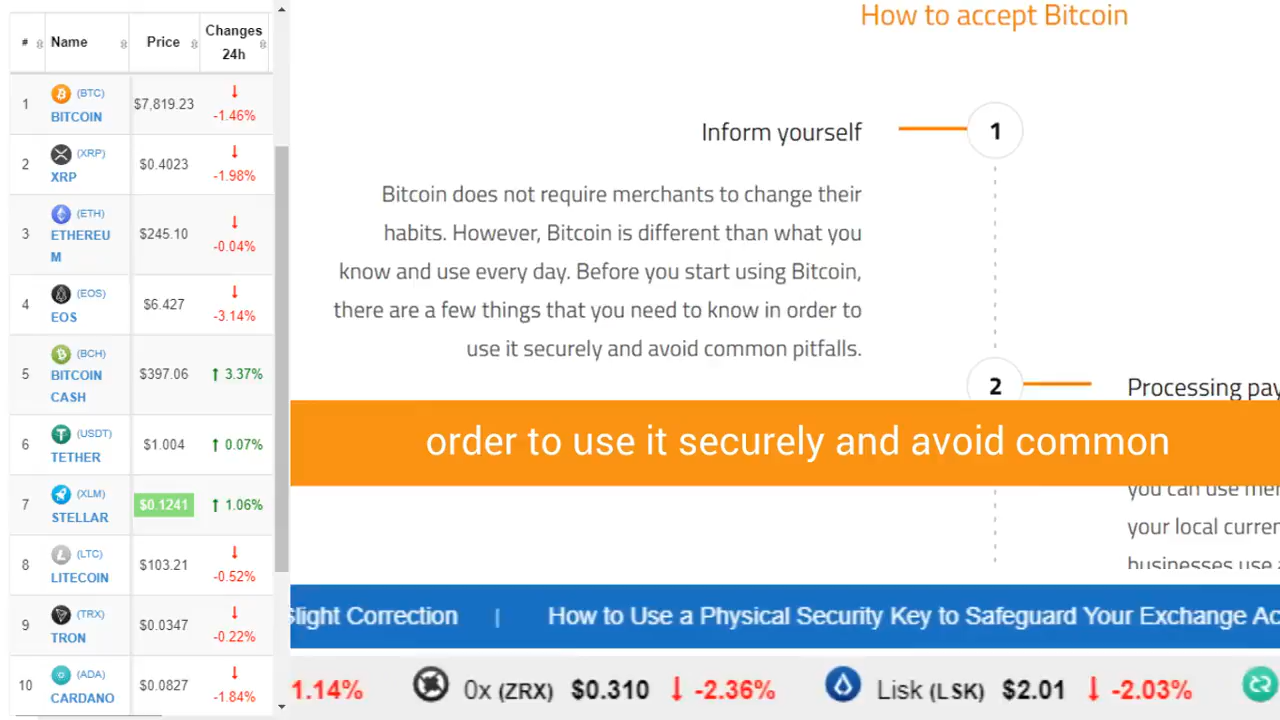 # Name Price Changes 24h
1 (BTC) BITCOIN $7,819.23 -1.46%
2 (XRP) XRP $0.4023 -1.98%
3 (ETH) ETHEREU M $245.10 -0.04%
4 (EOS) EOS $6.427 -3.14%
5 (BCH) BITCOIN CASH $397.06 3.37%
6 (USDT) TETHER $1.004 0.07%
7 (XLM) STELLAR $0.1241 1.06%
8 (LTC) LITECOIN $103.21 -0.52%
9 (TRX) TRON $0.0347 -0.22%
10 (ADA) CARDANO $0.0827 -1.84%
How to accept Bitcoin
Inform yourself
1
Bitcoin does not require merchants to change their
habits. However, Bitcoin is different than what you
know and use every day. Before you start using Bitcoin,
there are a few things that you need to know in order to
use it securely and avoid common pitfalls.
2
Processing pay
order to use it securely and avoid common
you can use mer
your local curren
businesses use a
Slight Correction | How to Use a Physical Security Key to Safeguard Your Exchange Ac
1.14% 0x (ZRX) $0.310 -2.36% Lisk (LSK) $2.01 -2.03%